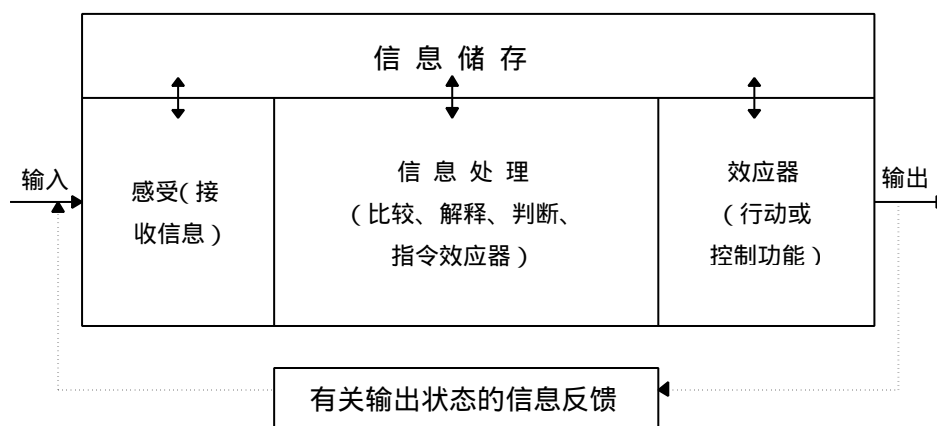 信 息 储 存
输入
感受（接
收信息）
信 息 处 理
（比较、解释、判断、
指令效应器）
效应器
（行动或
控制功能）
输出
有关输出状态的信息反馈